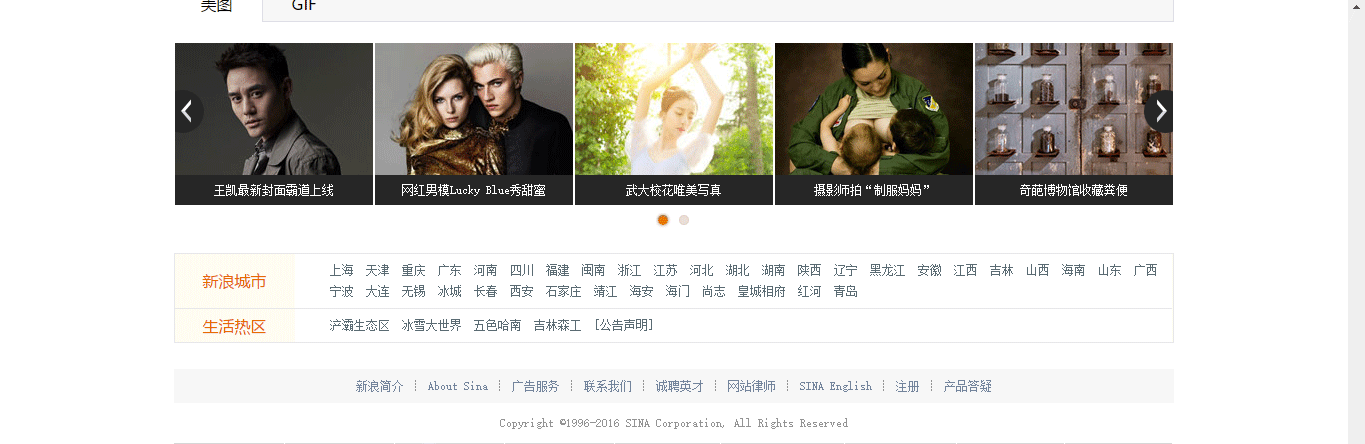 美图 GIF
王凯最新封面霸道上线 网红男模Lucky Blue秀甜蜜 武大校花唯美写真 摄影师拍“制服妈妈” 奇葩博物馆收藏粪便
新浪城市 上海 天津 重庆 广东 河南 四川 福建 闽南 浙江 江苏 河北 湖北 湖南 陕西 辽宁 黑龙江 安徽 江西 吉林 山西 海南 山东 广西
宁波 大连 无锡 冰城 长春 西安 石家庄 靖江 海安 海门 尚志 皇城相府 红河 青岛
生活热区 浐灞生态区 冰雪大世界 五色哈南 吉林森工 [公告声明]
新浪简介 ┊ About Sina ┊ 广告服务 ┊ 联系我们 ┊ 诚聘英才 ┊ 网站律师 ┊ SINA English ┊ 注册 ┊ 产品答疑
Copyright ©1996-2016 SINA Corporation, All Rights Reserved